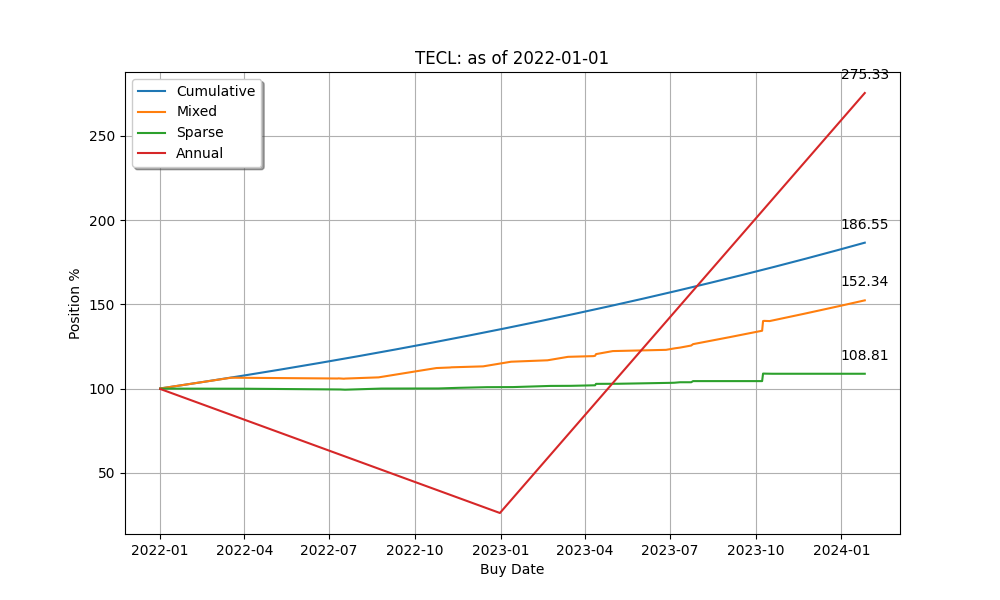 TECL: as of 2022-01-01
Cumulative
Mixed
Sparse
Annual
275.33
186.55
152.34
108.81
Position %
250
200
150
100
50
2022-01 2022-04 2022-07 2022-10 2023-01 2023-04 2023-07 2023-10 2024-01
Buy Date